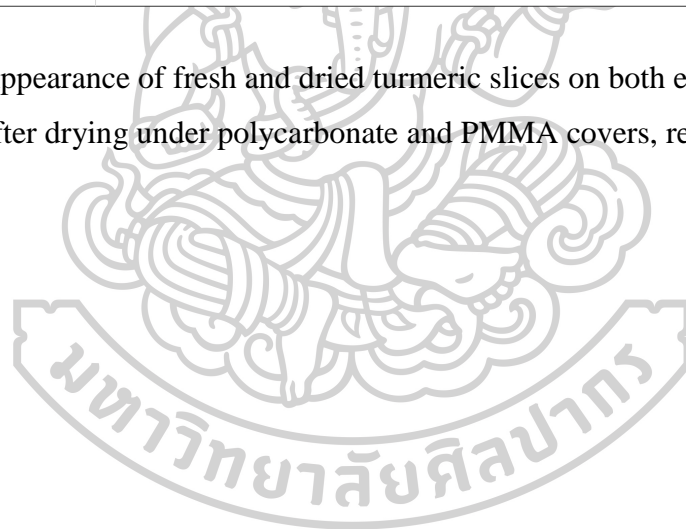 ppearance of fresh and dried turmeric slices on both e
fter drying under polycarbonate and PMMA covers, re
มหาวิทยาลัยศิลปากร